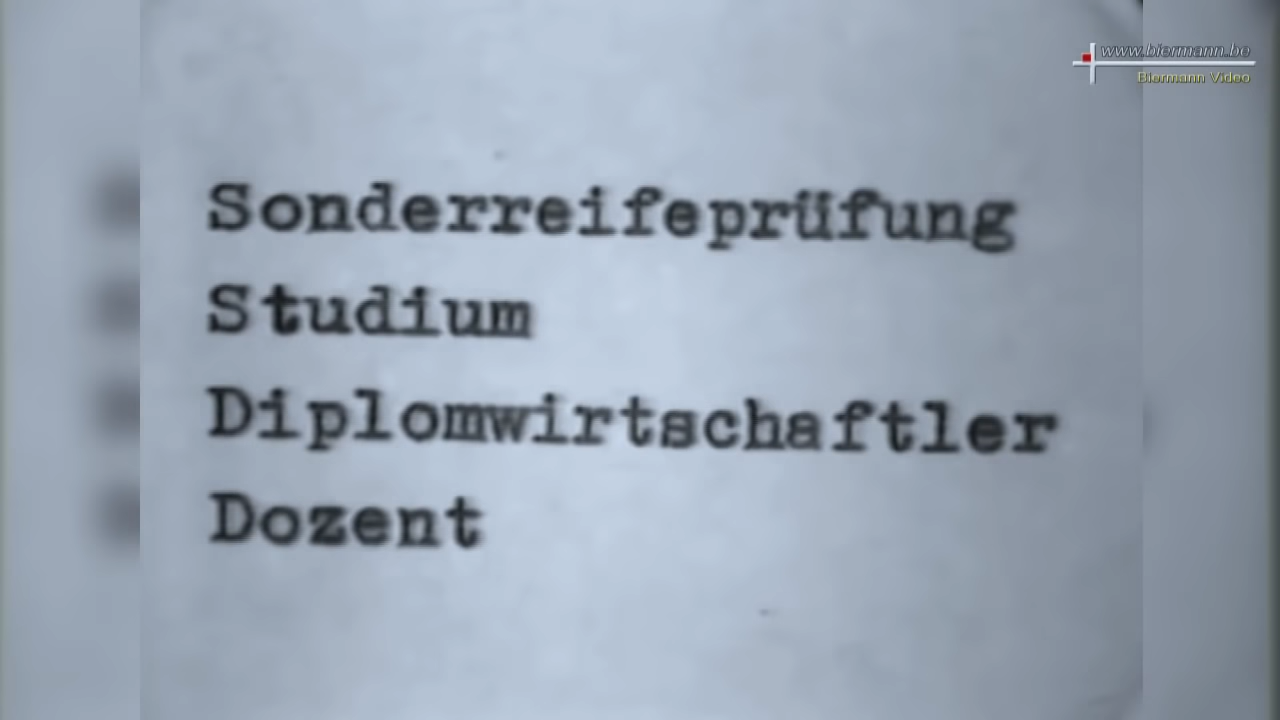 www.biermann.be
Biermann Video
Sonderreifeprüfung
Studium
Diplomwirtschaftler
Dozent